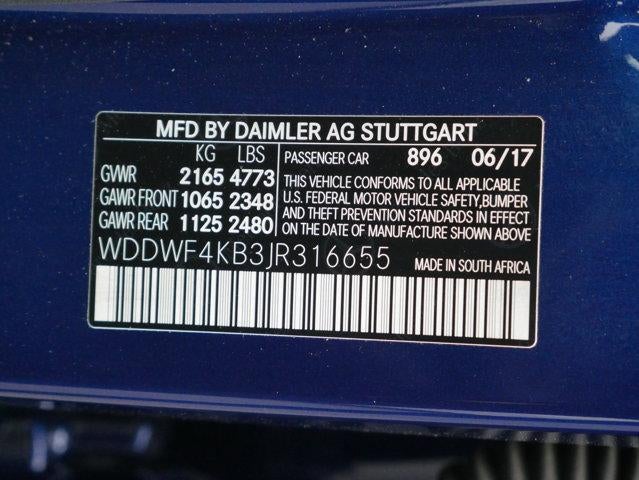 MFD BY DAIMLER AG STUTTGART
KG LBS PASSENGER CAR 896 06/17
GWR 2165 4773 THIS VEHICLE CONFORMS TO ALL APPLICABLE
GAWR FRONT 1065 2348 U.S. FEDERAL MOTOR VEHICLE SAFETY,BUMPER
GAWR REAR 1125 2480 AND THEFT PREVENTION STANDARDS IN EFFECT
ON THE DATE OF MANUFACTURE SHOWN ABOVE
WDDWF4KB3JR316655 MADE IN SOUTH AFRICA